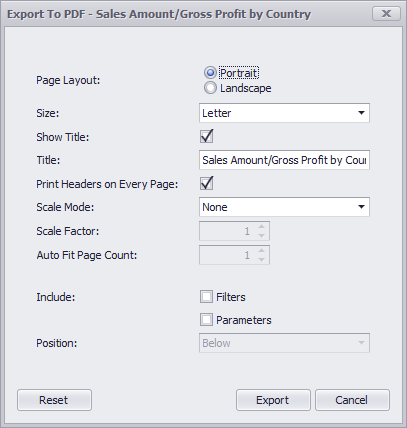 Export To PDF - Sales Amount/Gross Profit by Country
Page Layout:
Portrait
Landscape
Size:
Letter
Show Title:
Title:
Sales Amount/Gross Profit by Coun
Print Headers on Every Page:
Scale Mode:
None
Scale Factor:
1
Auto Fit Page Count:
1
Include:
Filters
Parameters
Position:
Below
Reset
Export
Cancel